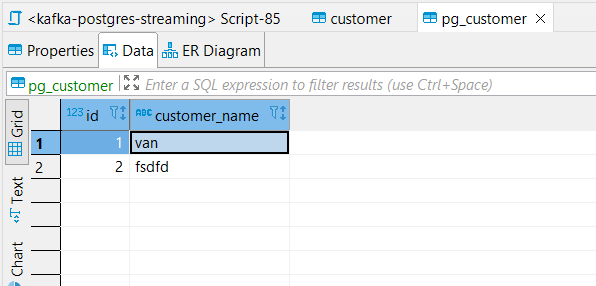 <kafka-postgres-streaming> Script-85 customer pg_customer
Properties Data ER Diagram
pg_customer Enter a SQL expression to filter results (use Ctrl+Space)
Grid
Text
Chart
123 id ABC customer_name
1 1 van
2 2 fsdfd